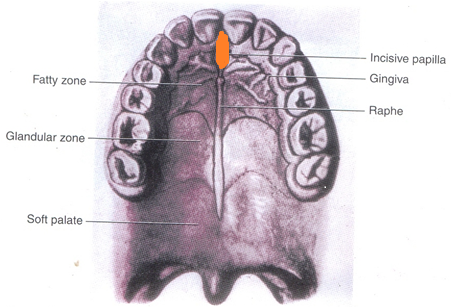 Incisive papilla
Fatty zone
Gingiva
Raphe
Glandular zone
Soft palate